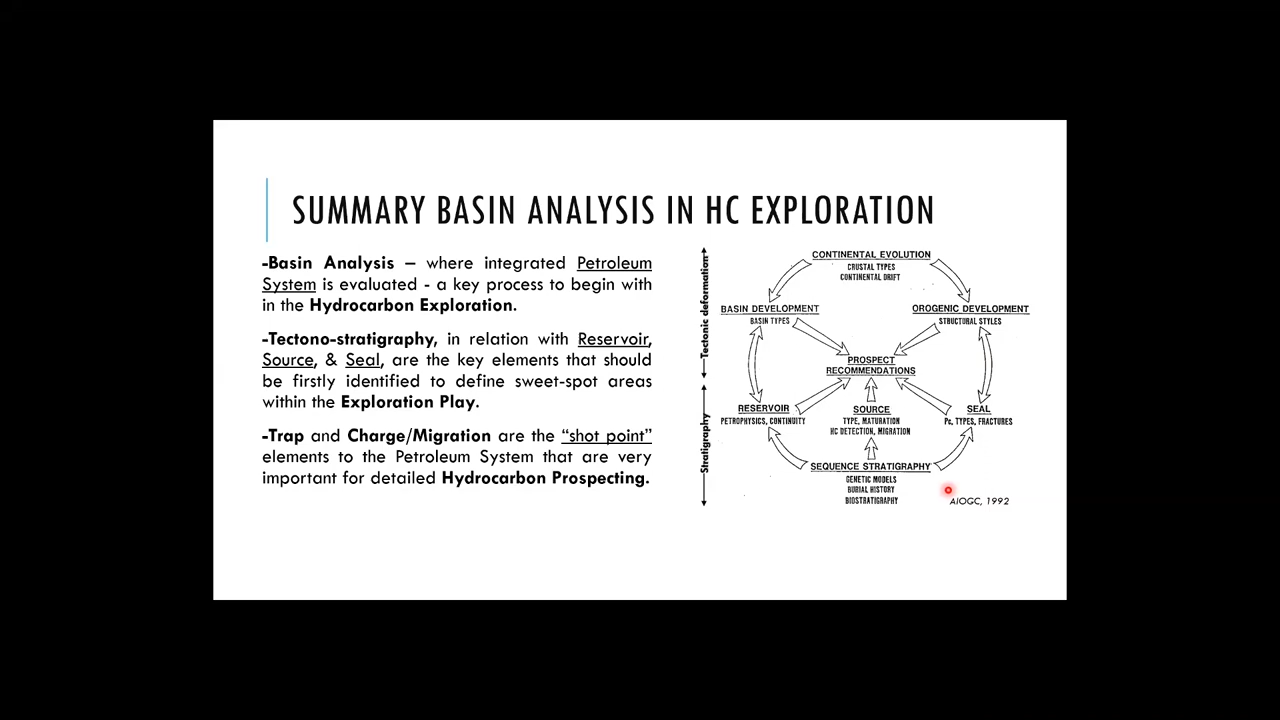 SUMMARY BASIN ANALYSIS IN HC EXPLORATION
-Basin Analysis – where integrated Petroleum
System is evaluated - a key process to begin with
in the Hydrocarbon Exploration.
-Tectono-stratigraphy, in relation with Reservoir,
Source, & Seal, are the key elements that should
be firstly identified to define sweet-spot areas
within the Exploration Play.
-Trap and Charge/Migration are the “shot point”
elements to the Petroleum System that are very
important for detailed Hydrocarbon Prospecting.
Tectonic deformation
Stratigraphy
CONTINENTAL EVOLUTION
CRUSTAL TYPES
CONTINENTAL DRIFT
BASIN DEVELOPMENT
BASIN TYPES
OROGENIC DEVELOPMENT
STRUCTURAL STYLES
PROSPECT
RECOMMENDATIONS
RESERVOIR
PETROPHYSICS, CONTINUITY
SOURCE
TYPE, MATURATION
HC DETECTION, MIGRATION
SEAL
Pc, TYPES, FRACTURES
SEQUENCE STRATIGRAPHY
GENETIC MODELS
BURIAL HISTORY
BIOSTRATIGRAPHY
AIOGC, 1992